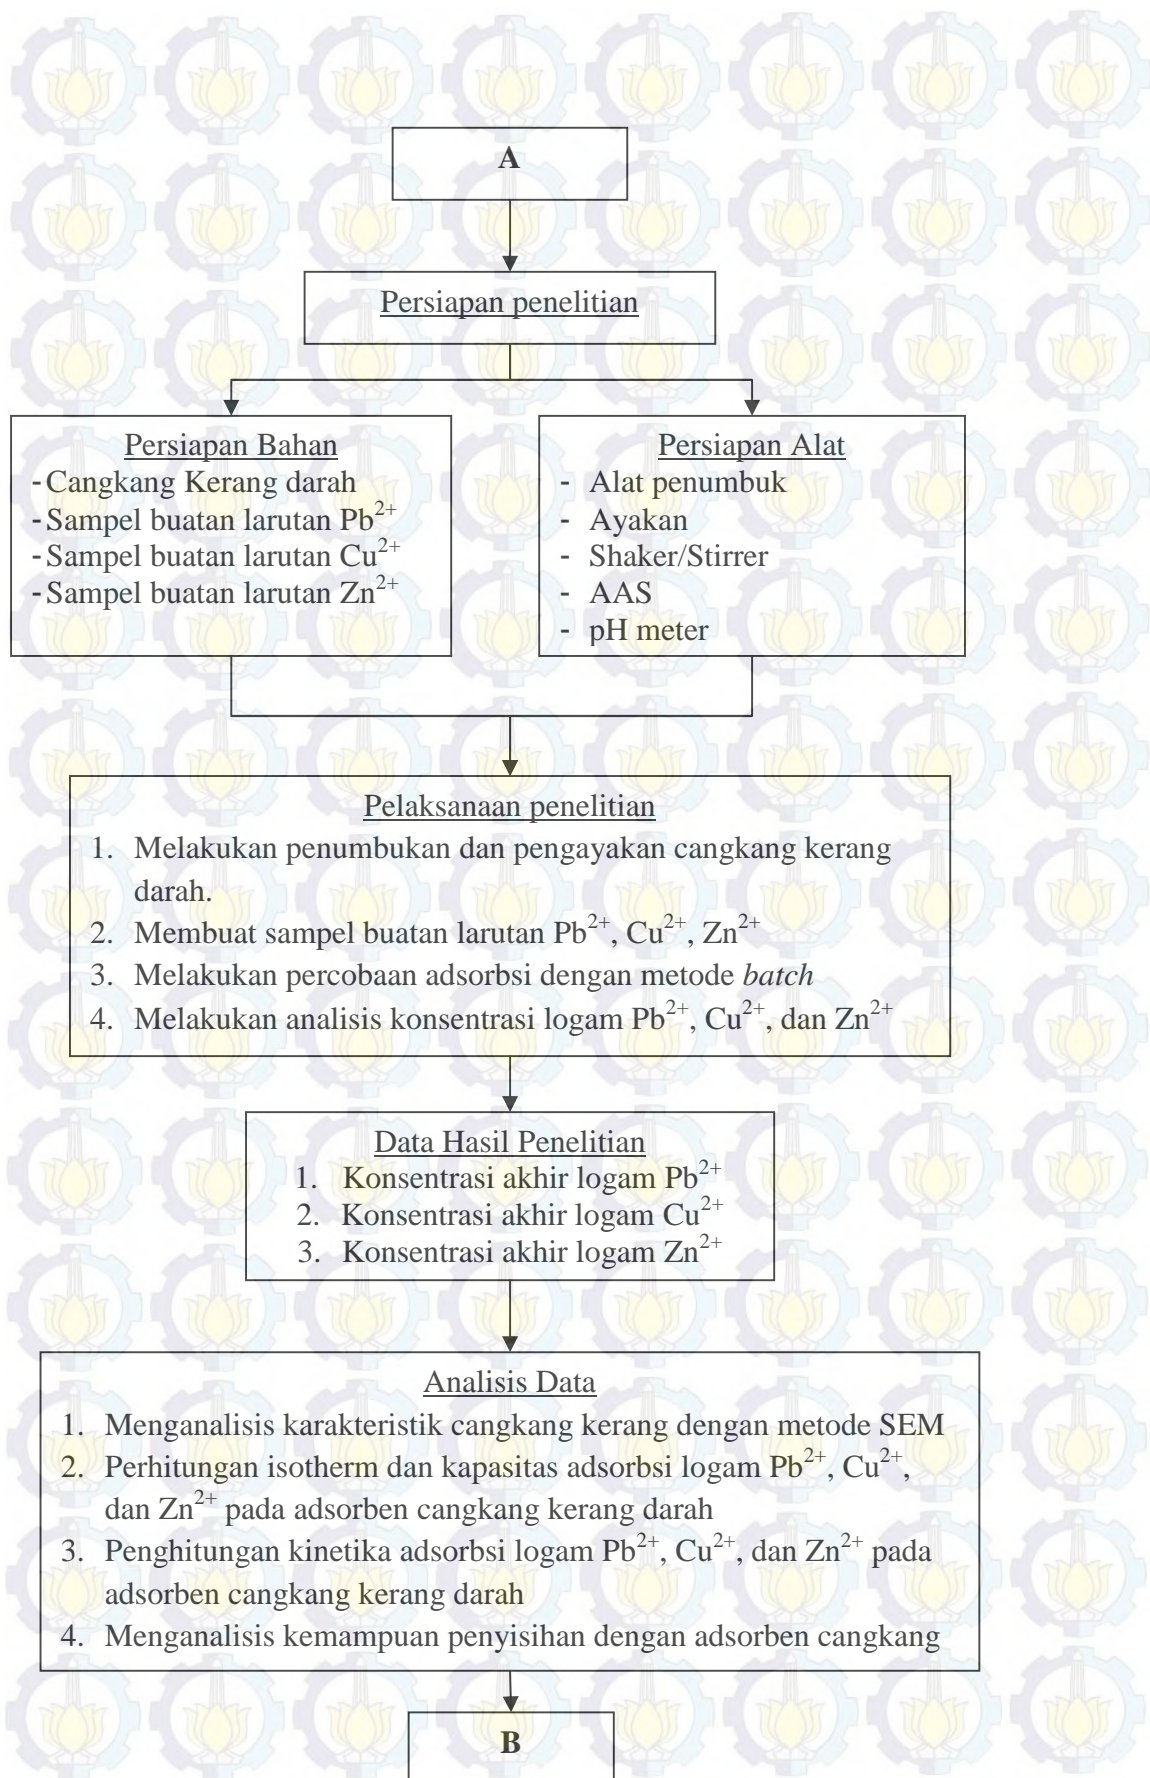 A
Persiapan penelitian
Persiapan Bahan
- Cangkang Kerang darah
- Sampel buatan larutan Pb²⁺
- Sampel buatan larutan Cu²⁺
- Sampel buatan larutan Zn²⁺
Persiapan Alat
- Alat penumbuk
- Ayakan
- Shaker/Stirrer
- AAS
- pH meter
Pelaksanaan penelitian
1. Melakukan penumbukan dan pengayakan cangkang kerang
darah.
2. Membuat sampel buatan larutan Pb²⁺, Cu²⁺, Zn²⁺
3. Melakukan percobaan adsorbsi dengan metode batch
4. Melakukan analisis konsentrasi logam Pb²⁺, Cu²⁺, dan Zn²⁺
Data Hasil Penelitian
1. Konsentrasi akhir logam Pb²⁺
2. Konsentrasi akhir logam Cu²⁺
3. Konsentrasi akhir logam Zn²⁺
Analisis Data
1. Menganalisis karakteristik cangkang kerang dengan metode SEM
2. Perhitungan isotherm dan kapasitas adsorbsi logam Pb²⁺, Cu²⁺,
dan Zn²⁺ pada adsorben cangkang kerang darah
3. Penghitungan kinetika adsorbsi logam Pb²⁺, Cu²⁺, dan Zn²⁺ pada
adsorben cangkang kerang darah
4. Menganalisis kemampuan penyisihan dengan adsorben cangkang
B